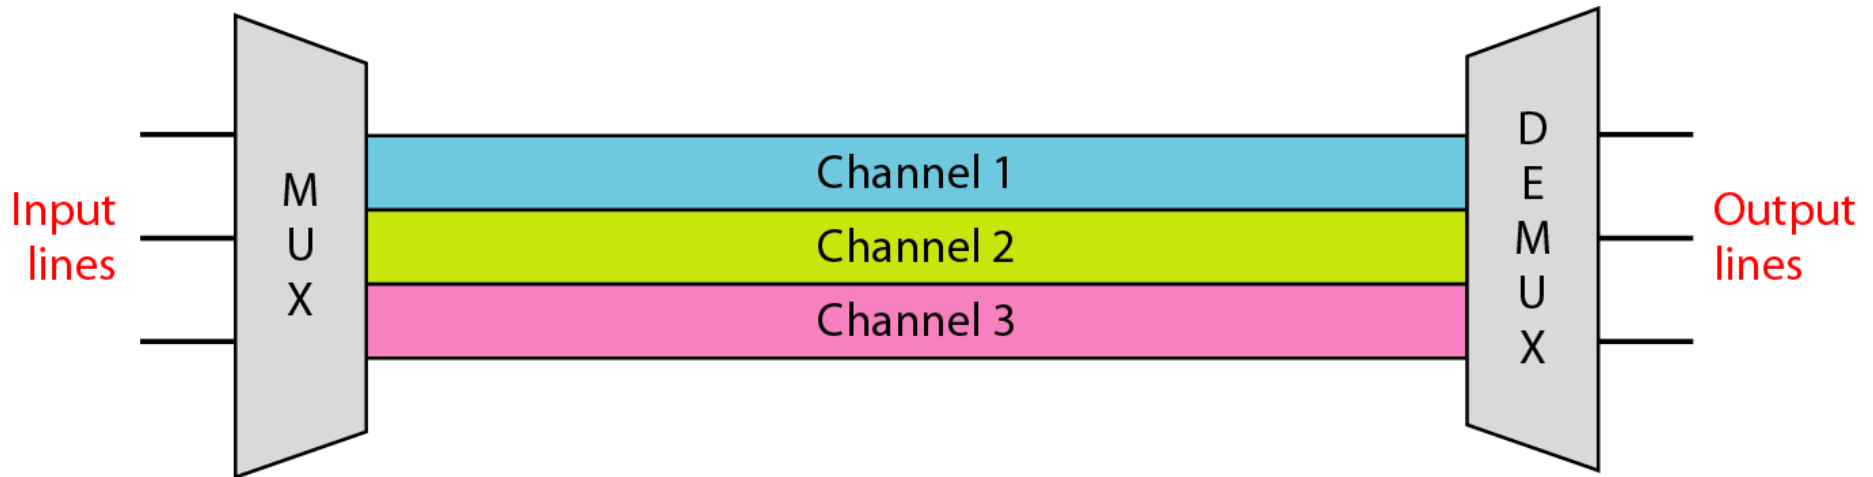 Input
lines
M
U
X
Channel 1
Channel 2
Channel 3
D
E
M
U
X
Output
lines